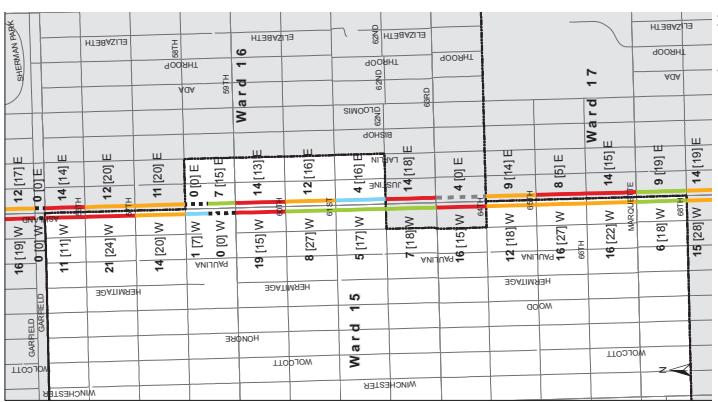 SHERMAN PARK
ELIZABETH
ELIZABETH
ELIZABETH
ELIZABETH
THROOP
THROOP
THROOP
ADA
ADA
58TH
59TH
62ND
62ND
62ND
63RD
LOOMIS
BISHOP
LAFLIN
JUSTINE
Ward 16
Ward 17
Ward 15
16 [19] W 12 [17] E
0 [0] W 0 [0] E
11 [11] W 14 [14] E
21 [24] W 12 [20] E
14 [20] W 11 [20] E
1 [7] W 0 [0] E
0 [0] W 7 [15] E
19 [15] W 14 [13] E
8 [27] W 12 [16] E
5 [17] W 4 [16] E
7 [18] W 14 [18] E
16 [15] W 4 [0] E
12 [18] W 9 [14] E
16 [27] W 8 [5] E
16 [22] W 14 [15] E
6 [18] W 9 [19] E
15 [28] W 14 [19] E
57TH
60TH
61ST
64TH
66TH
MARQUETTE
68TH
GARFIELD
GARFIELD
PAULINA
PAULINA
PAULINA
HERMITAGE
HERMITAGE
HERMITAGE
WOOD
HONORE
WOLCOTT
WOLCOTT
WOLCOTT
WINCHESTER
WINCHESTER
N